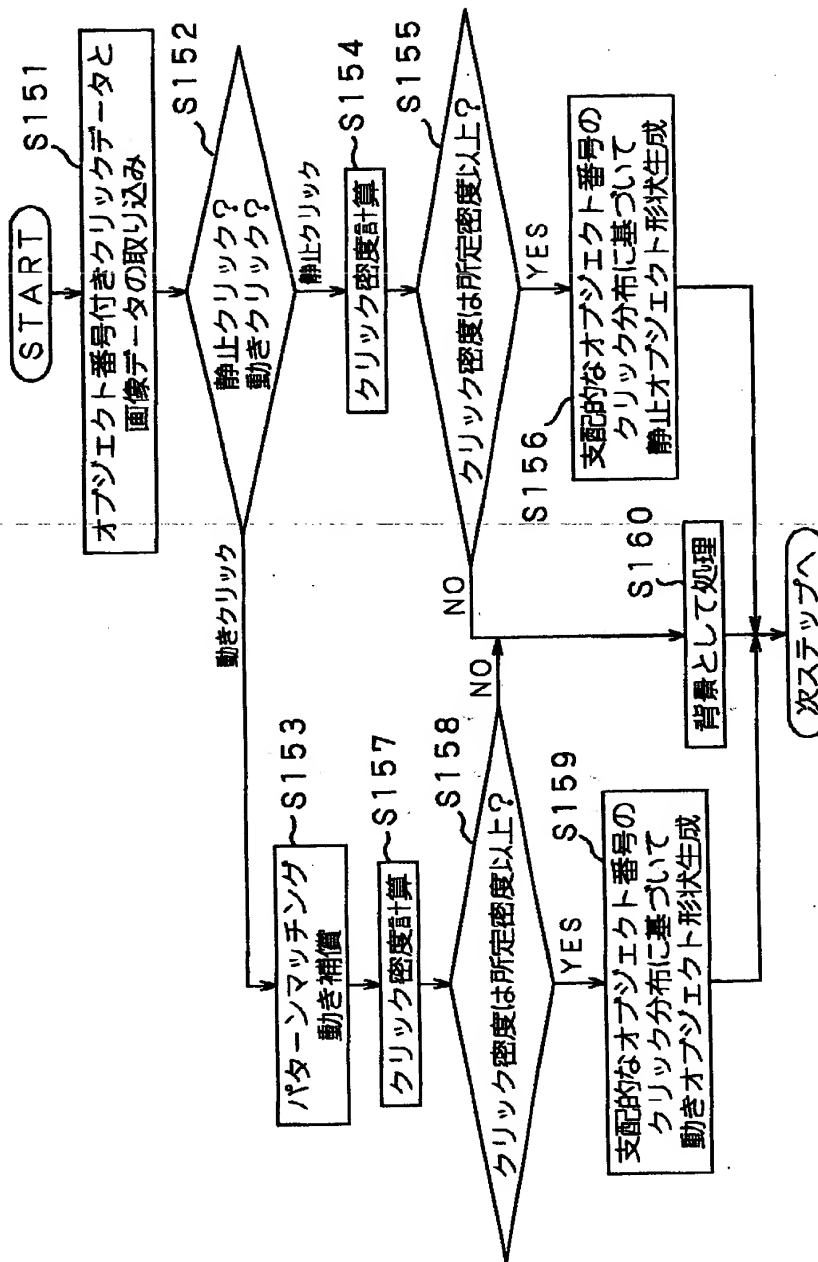 START
S151
オブジェクト番号付きクリックデータと
画像データの取り込み
S152
静止クリック?
動きクリック?
動きクリック
静止クリック
S153
パターンマッチング
動き補償
S154
クリック密度計算
S157
クリック密度計算
S155
クリック密度は所定密度以上?
NO
YES
S158
クリック密度は所定密度以上?
NO
YES
S156
支配的なオブジェクト番号の
クリック分布に基づいて
静止オブジェクト形状生成
S159
支配的なオブジェクト番号の
クリック分布に基づいて
動きオブジェクト形状生成
S160
背景として処理
次ステップへ